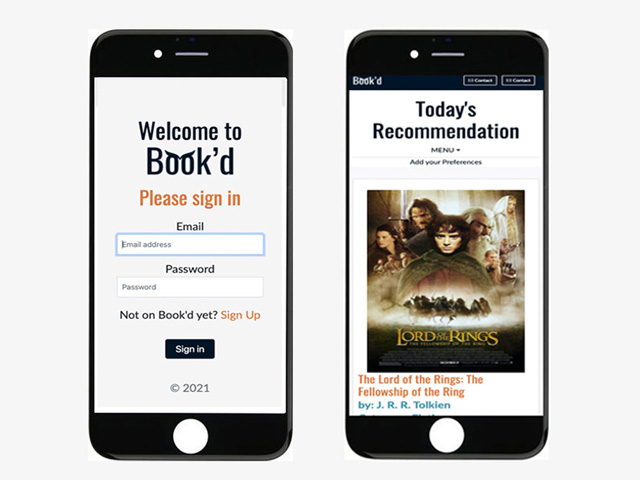 Welcome to
Book'd
Please sign in
Email
Email address
Password
Password
Not on Book'd yet? Sign Up
Sign in
© 2021
Book'd
Contact
Contact
Today's
Recommendation
MENU
Add your Preferences
THE
LORD OF THE RINGS
THE FELLOWSHIP OF THE RING
The Lord of the Rings: The
Fellowship of the Ring
by: J. R. R. Tolkien